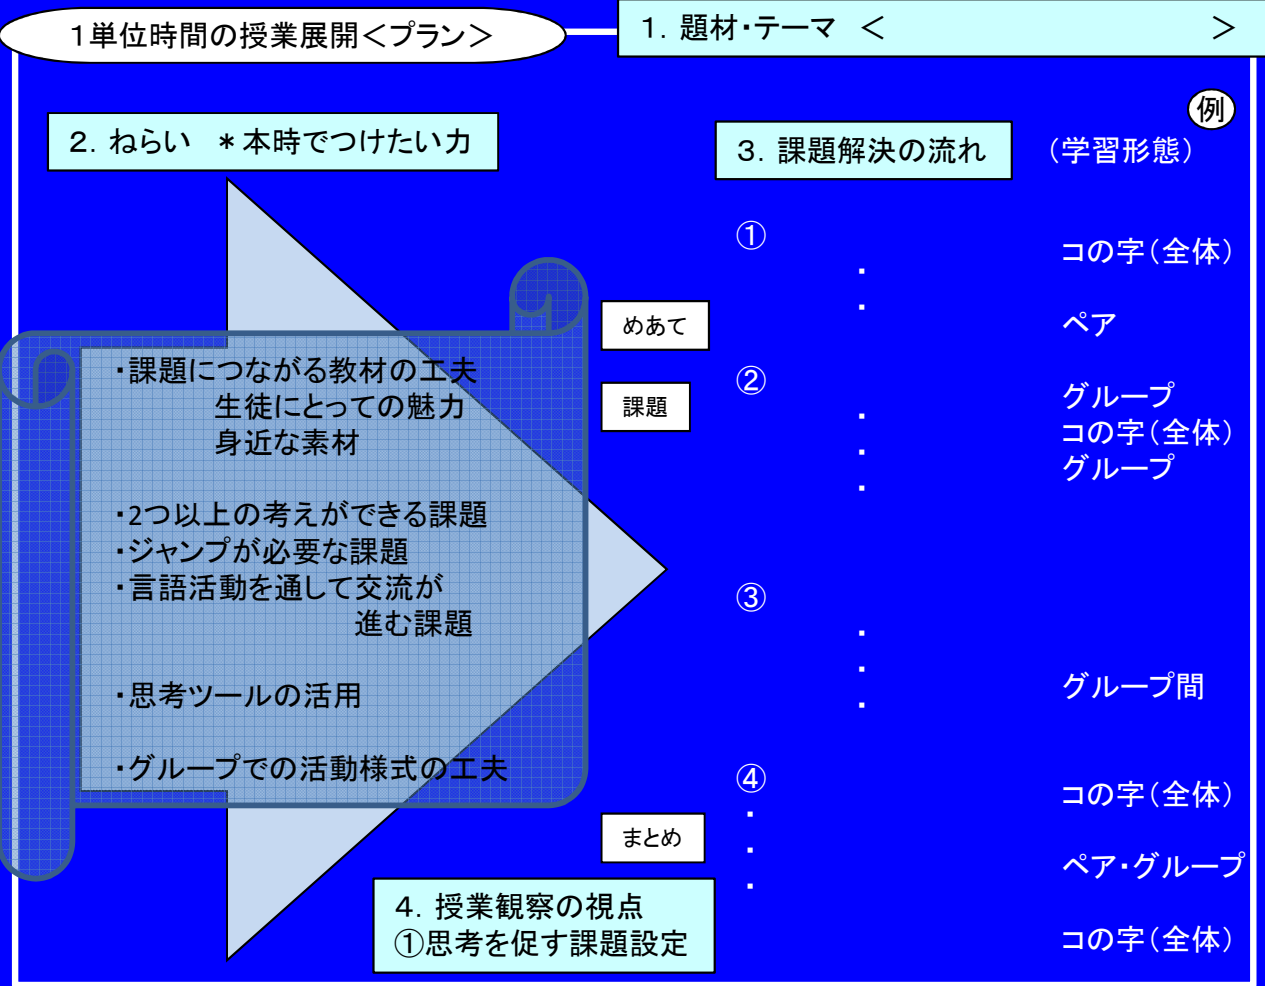 1単位時間の授業展開<プラン>
1．題材・テーマ ＜　　　　＞
2．ねらい ＊本時でつけたい力
例
3．課題解決の流れ
（学習形態）
・課題につながる教材の工夫
生徒にとっての魅力
身近な素材
・2つ以上の考えができる課題
・ジャンプが必要な課題
・言語活動を通して交流が
進む課題
・思考ツールの活用
・グループでの活動様式の工夫
めあて
課題
まとめ
①
・
・
②
・
・
・
③
・
・
・
④
・
・
・
コの字（全体）
ペア
グループ
コの字（全体）
グループ
グループ間
コの字（全体）
ペア・グループ
コの字（全体）
4．授業観察の視点
①思考を促す課題設定